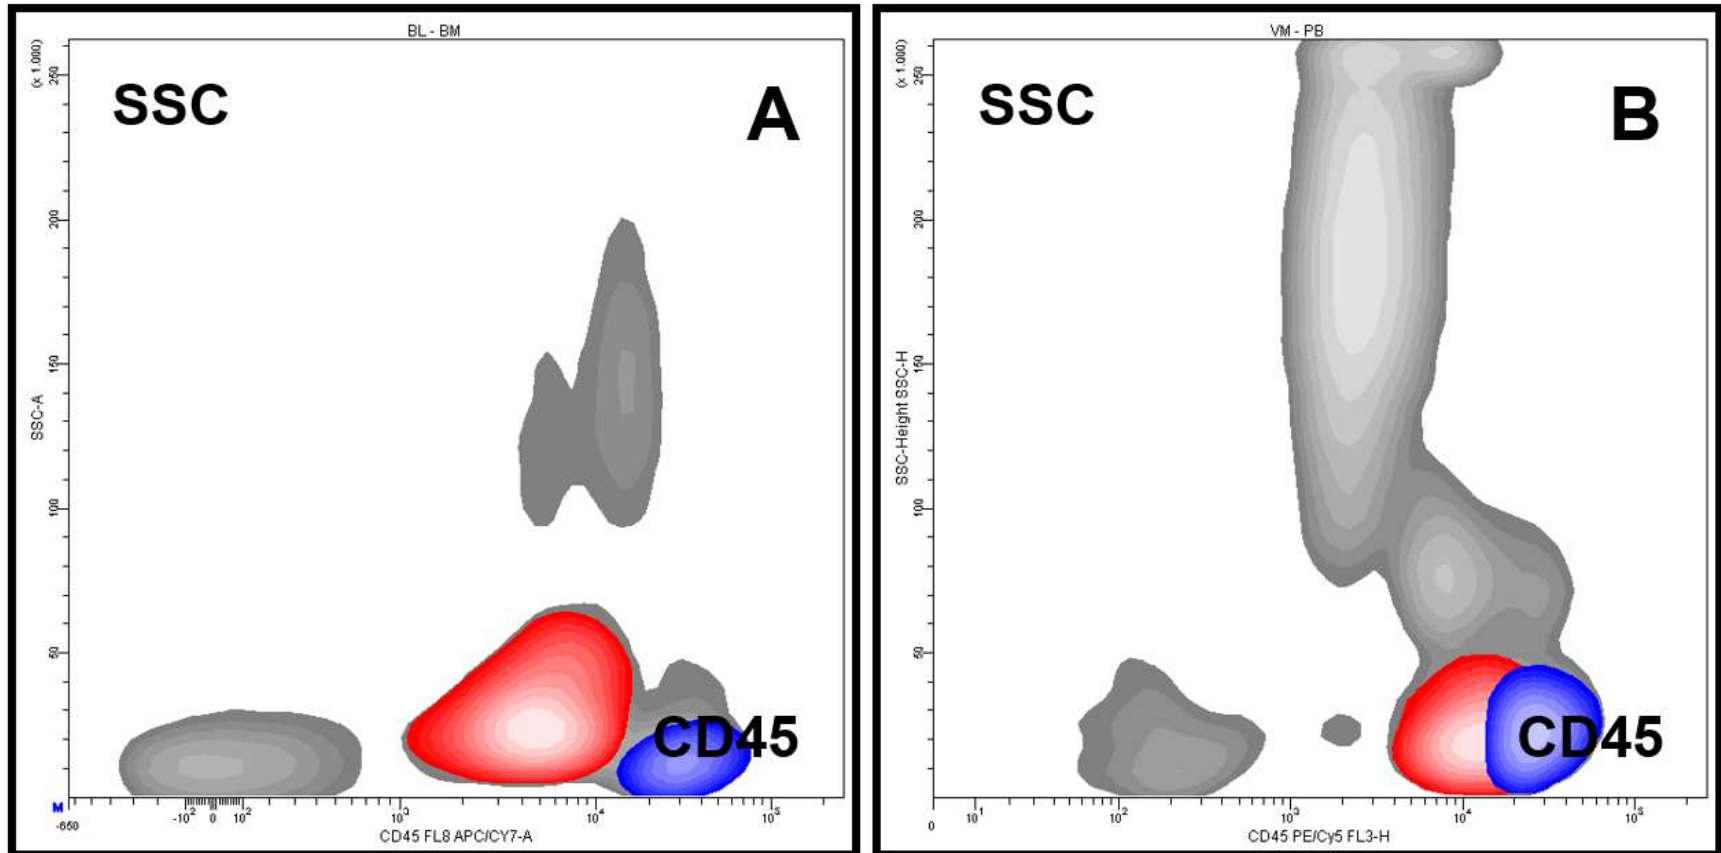 BL - BM
(x 1.000)
SSC
A
250
200
150
100
50
SSC-A
CD45
M
-650
-10²
0
10²
10³
10⁴
10⁵
CD45 FL8 APC/CY7-A
VM - PB
(x 1.000)
SSC
B
250
200
150
100
50
SSC-Height SSC-H
CD45
0
10¹
10²
10³
10⁴
10⁵
CD45 PE/Cy5 FL3-H